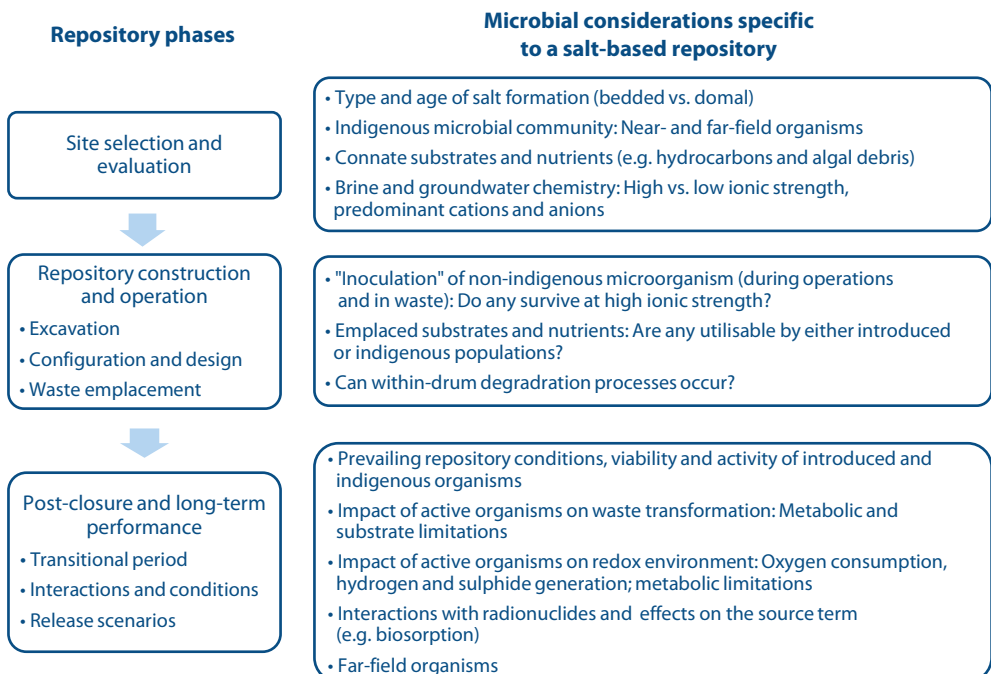 Repository phases
Microbial considerations specific
to a salt-based repository
Site selection and
evaluation
• Type and age of salt formation (bedded vs. domal)
• Indigenous microbial community: Near- and far-field organisms
• Connate substrates and nutrients (e.g. hydrocarbons and algal debris)
• Brine and groundwater chemistry: High vs. low ionic strength,
predominant cations and anions
Repository construction
and operation
• Excavation
• Configuration and design
• Waste emplacement
• "Inoculation" of non-indigenous microorganism (during operations
and in waste): Do any survive at high ionic strength?
• Emplaced substrates and nutrients: Are any utilisable by either introduced
or indigenous populations?
• Can within-drum degradration processes occur?
Post-closure and long-term
performance
• Transitional period
• Interactions and conditions
• Release scenarios
• Prevailing repository conditions, viability and activity of introduced and
indigenous organisms
• Impact of active organisms on waste transformation: Metabolic and
substrate limitations
• Impact of active organisms on redox environment: Oxygen consumption,
hydrogen and sulphide generation; metabolic limitations
• Interactions with radionuclides and effects on the source term
(e.g. biosorption)
• Far-field organisms